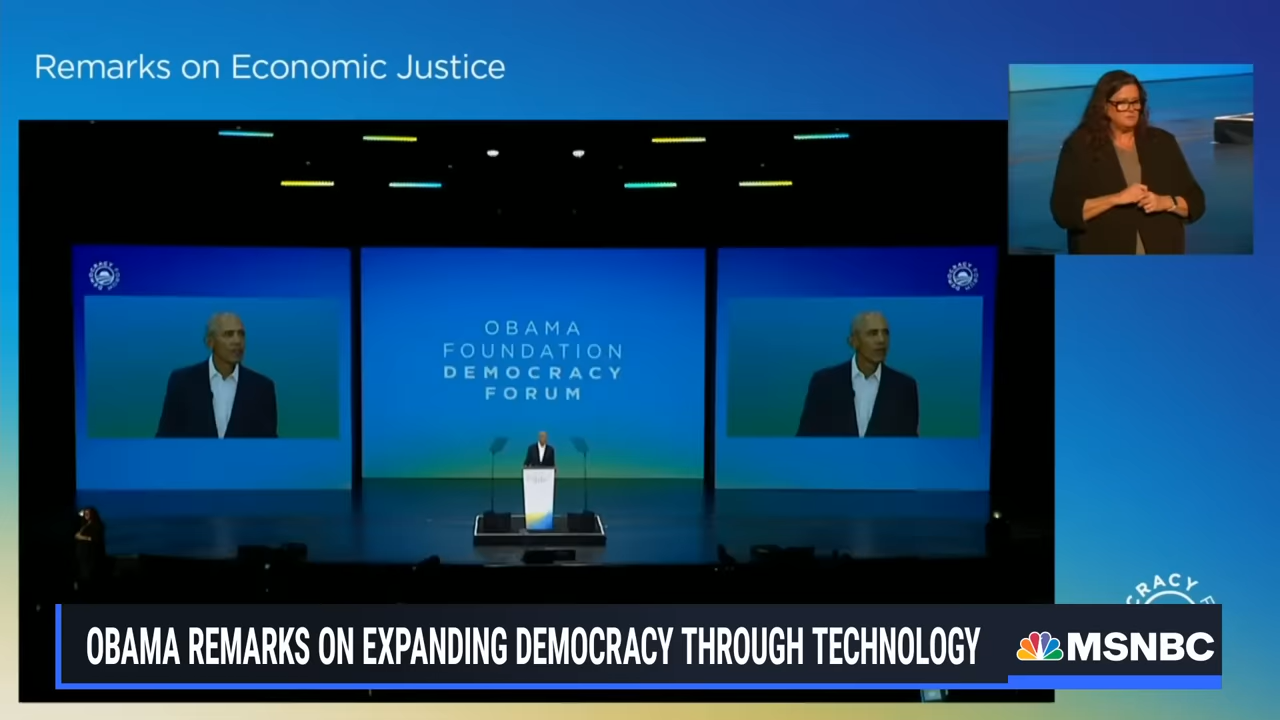 Remarks on Economic Justice
OBAMA
FOUNDATION
DEMOCRACY
FORUM
OBAMA REMARKS ON EXPANDING DEMOCRACY THROUGH TECHNOLOGY
MSNBC